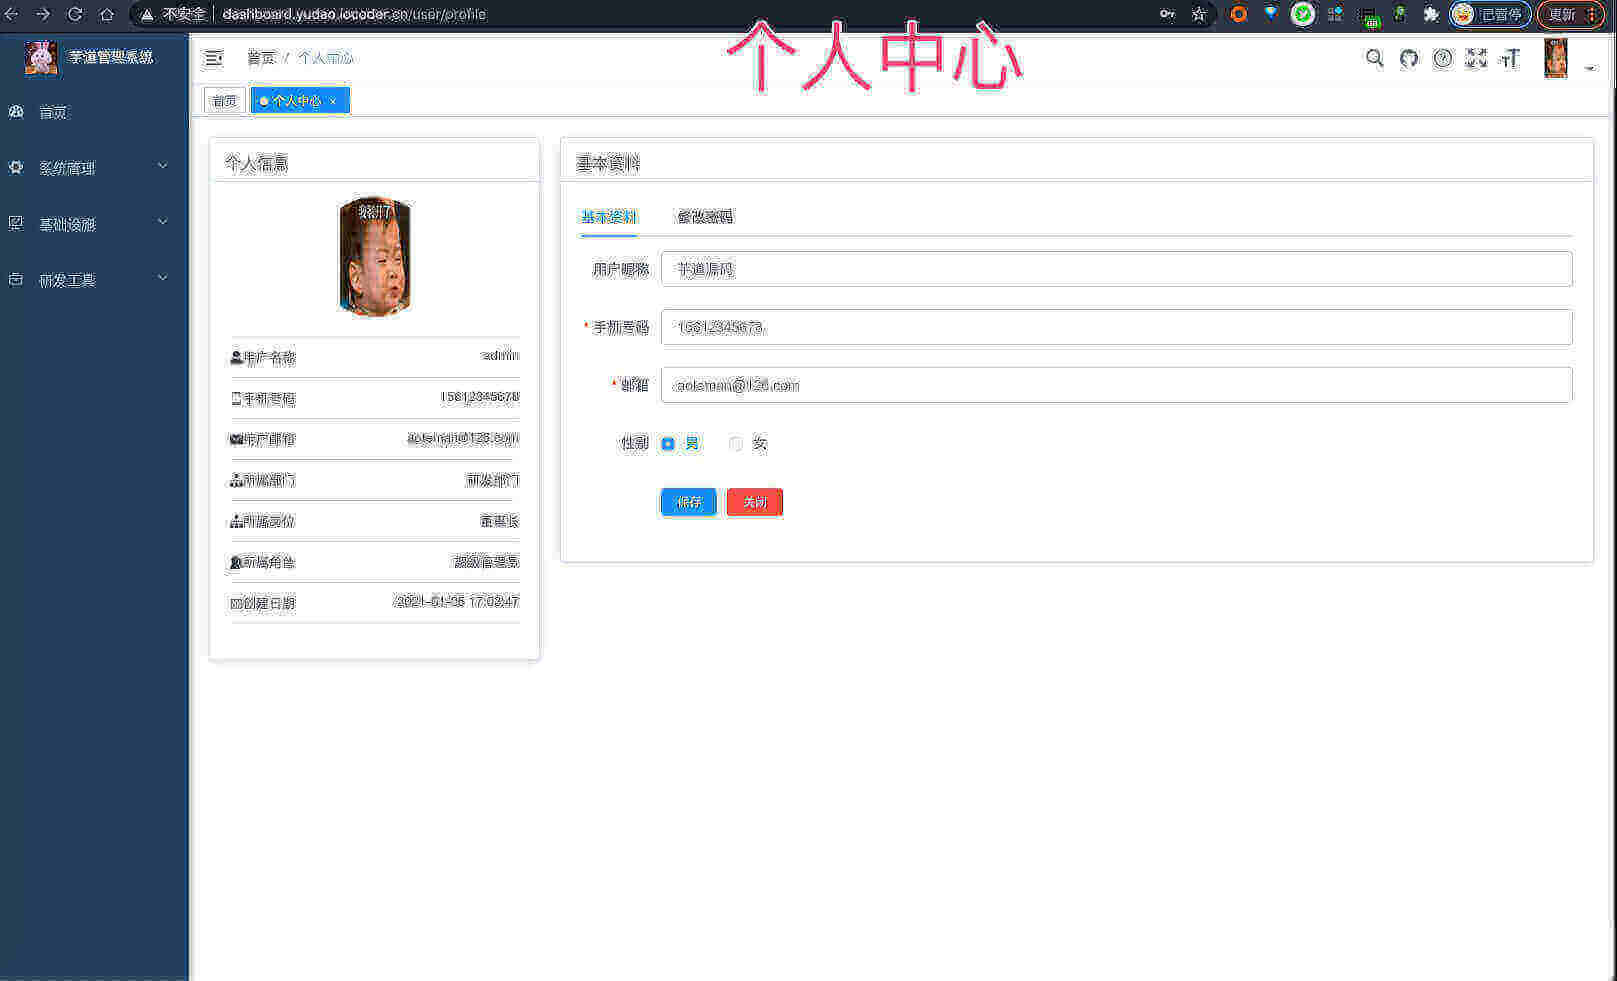 不安全 dashboard.yudao.iocoder.cn/user/profile 已暂停 更新
个人中心
芋道管理系统
首页 / 个人中心
首页 个人中心 ×
首页
系统管理
基础设施
研发工具
个人信息
用户名称 admin
手机号码 15612345678
用户邮箱 aoteman@126.com
所属部门 研发部门
所属岗位 董事长
所属角色 超级管理员
创建日期 2021-01-05 17:03:47
基本资料
基本资料 修改密码
用户昵称 芋道源码
* 手机号码 15612345678
* 邮箱 aoteman@126.com
性别 男 女
保存 关闭